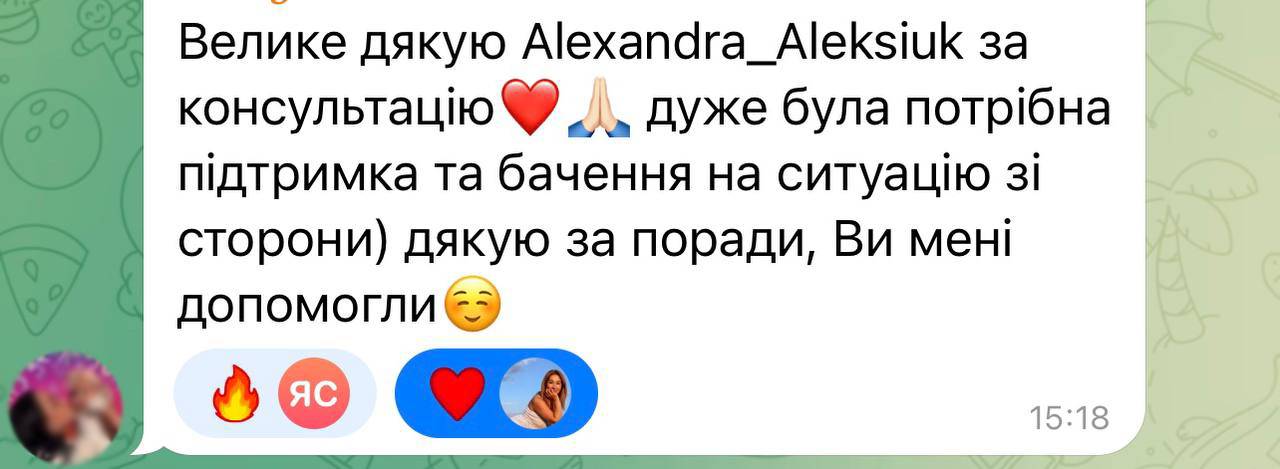 Велике дякую Alexandra_Aleksiuk за
консультацію❤️🙏🏻 дуже була потрібна
підтримка та бачення на ситуацію зі
сторони) дякую за поради, Ви мені
допомогли☺️
🔥 ЯС ❤️
15:18